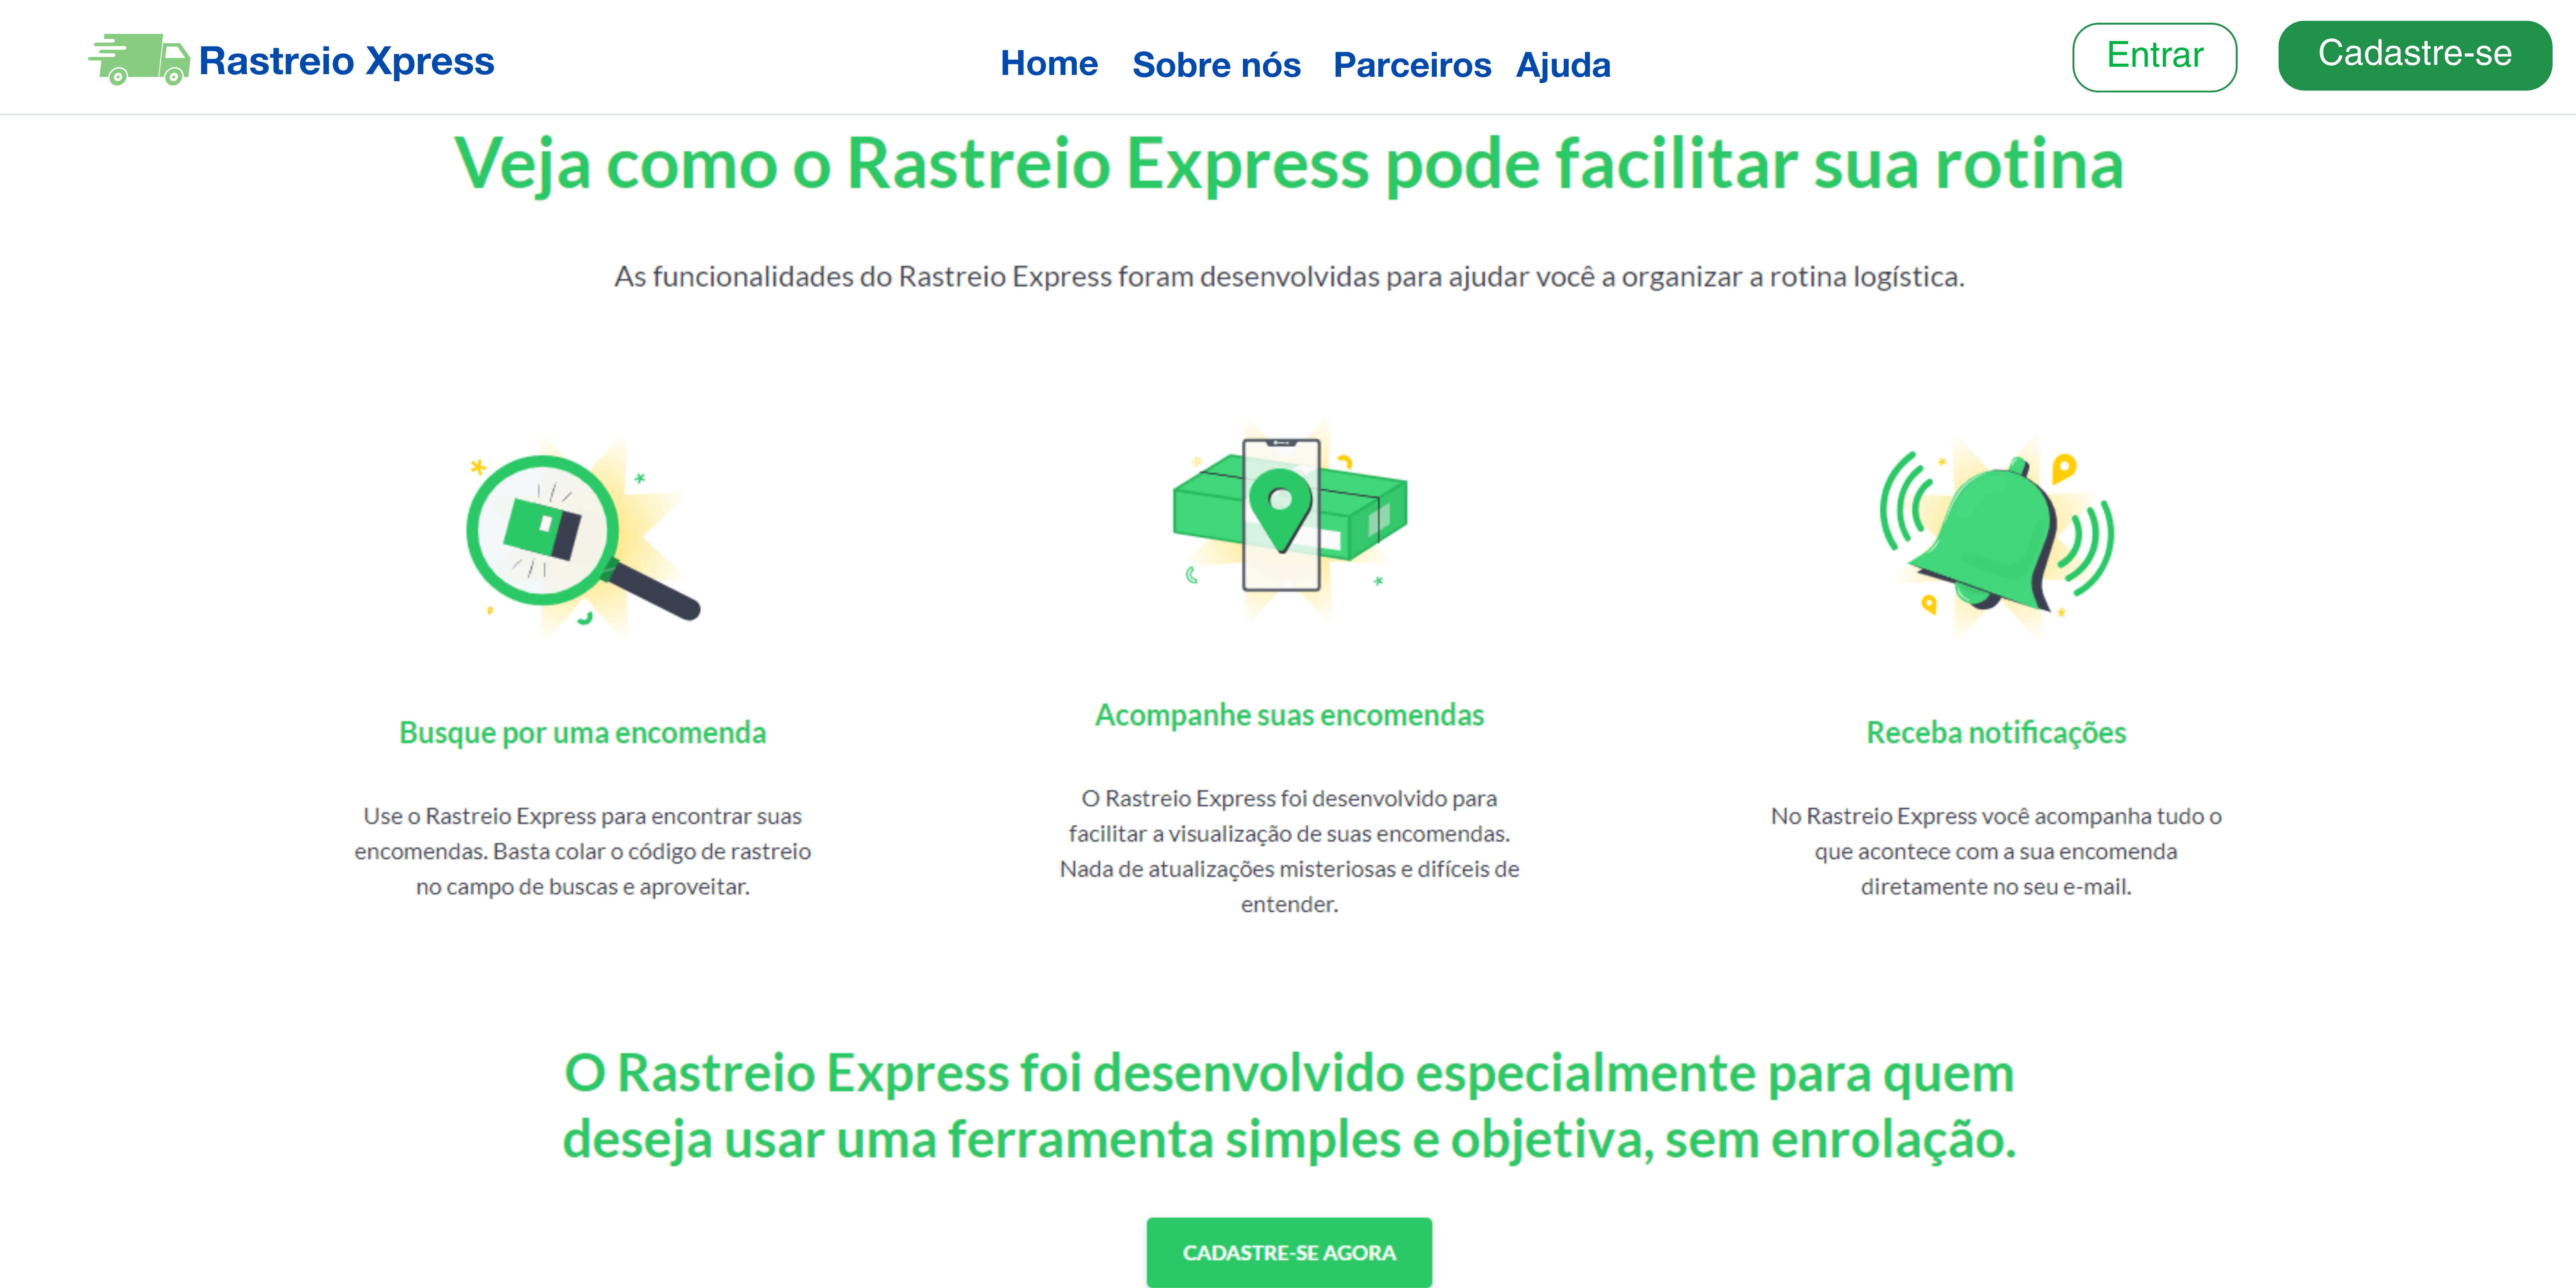 Rastreio Xpress
Home Sobre nós Parceiros Ajuda
Entrar
Cadastre-se
Veja como o Rastreio Express pode facilitar sua rotina
As funcionalidades do Rastreio Express foram desenvolvidas para ajudar você a organizar a rotina logística.
Busque por uma encomenda
Use o Rastreio Express para encontrar suas
encomendas. Basta colar o código de rastreio
no campo de buscas e aproveitar.
Acompanhe suas encomendas
O Rastreio Express foi desenvolvido para
facilitar a visualização de suas encomendas.
Nada de atualizações misteriosas e difíceis de
entender.
Receba notificações
No Rastreio Express você acompanha tudo o
que acontece com a sua encomenda
diretamente no seu e-mail.
O Rastreio Express foi desenvolvido especialmente para quem
deseja usar uma ferramenta simples e objetiva, sem enrolação.
CADASTRE-SE AGORA